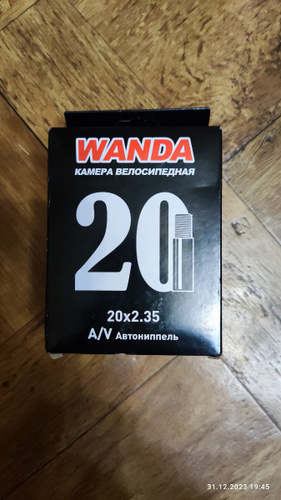 WANDA
КАМЕРА ВЕЛОСИПЕДНАЯ
20
20x2.35
A/V Автониппель
31.12.2023 19:45